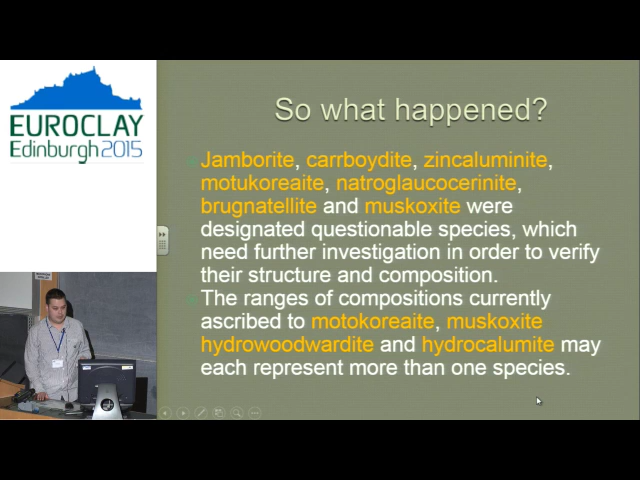 EUROCLAY
Edinburgh 2015
So what happened?
Jamborite, carrboydite, zincaluminite,
motukoreaite, natroglaucocerinite,
brugnatellite and muskoxite were
designated questionable species, which
need further investigation in order to verify
their structure and composition.
The ranges of compositions currently
ascribed to motokoreaite, muskoxite
hydrowoodwardite and hydrocalumite may
each represent more than one species.